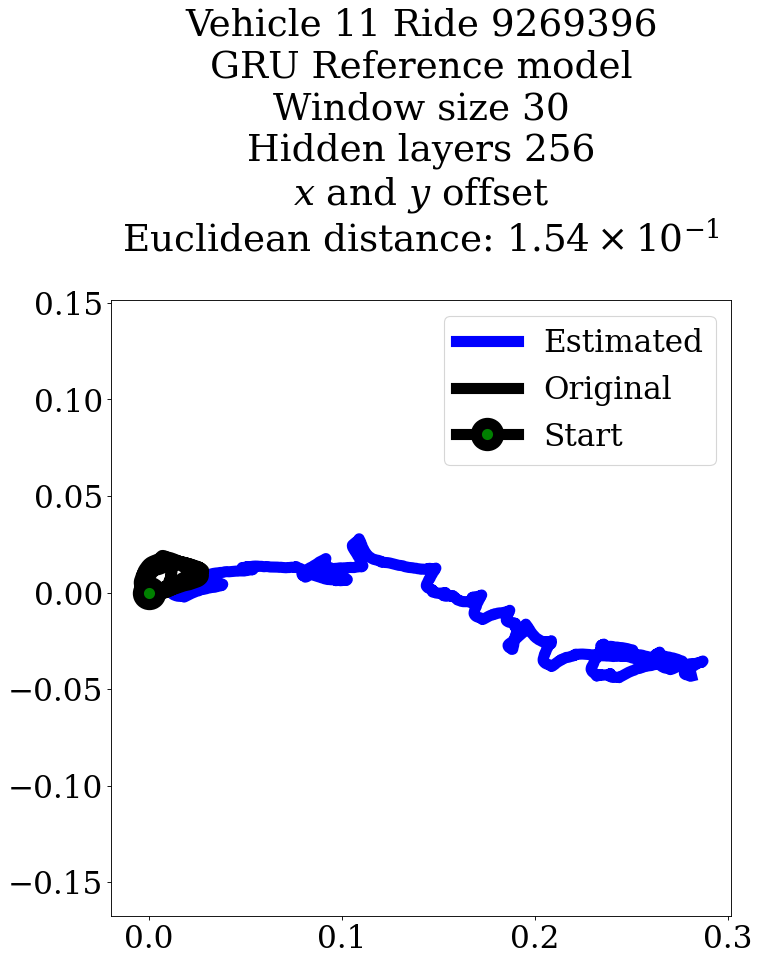 Vehicle 11 Ride 9269396
GRU Reference model
Window size 30
Hidden layers 256
x and y offset
Euclidean distance: 1.54 × 10⁻¹
0.15
Estimated
Original
0.10
Start
0.05
0.00
−0.05
−0.10
−0.15
0.0 0.1 0.2 0.3